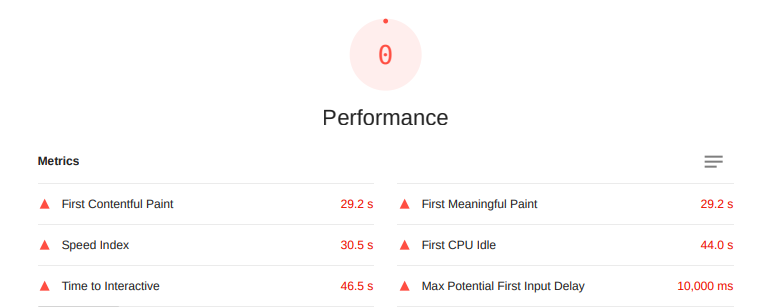 0
Performance
Metrics
First Contentful Paint 29.2 s
First Meaningful Paint 29.2 s
Speed Index 30.5 s
First CPU Idle 44.0 s
Time to Interactive 46.5 s
Max Potential First Input Delay 10,000 ms